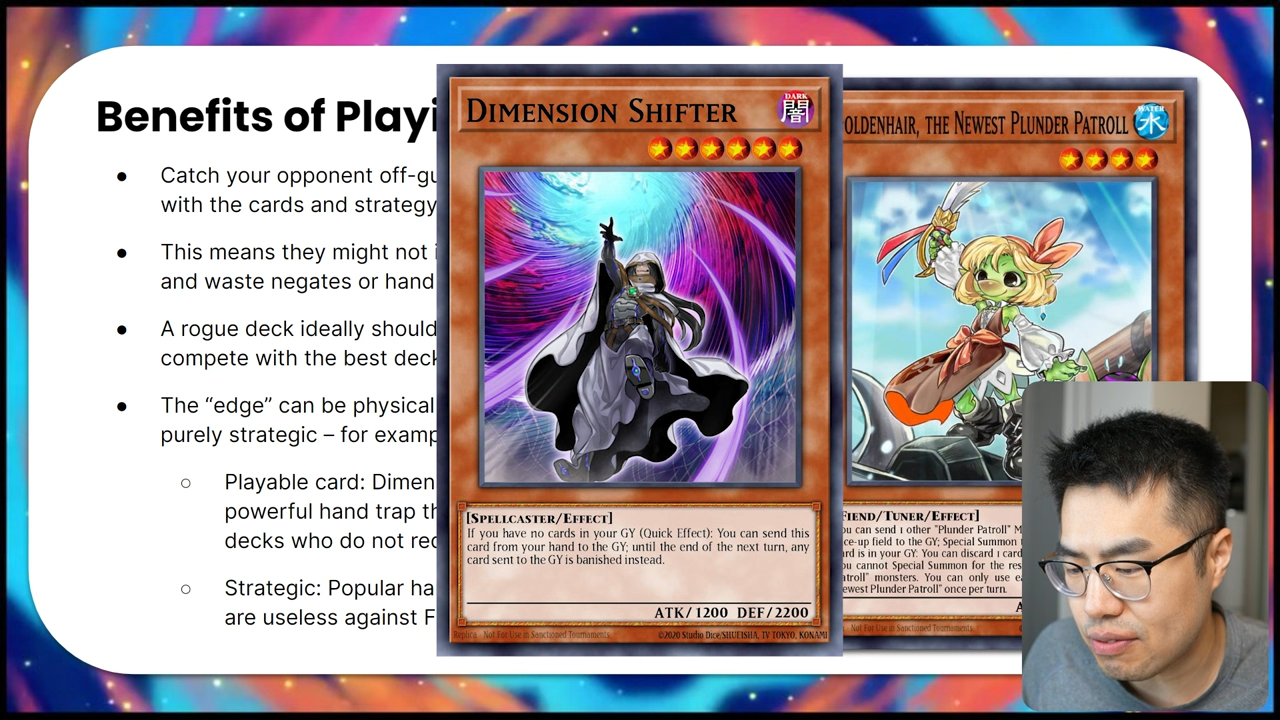 Benefits of Playi
Catch your opponent off-gu
with the cards and strategy
This means they might not i
and waste negates or hand
A rogue deck ideally should
compete with the best deck
The “edge” can be physical
purely strategic – for examp
Playable card: Dimen
powerful hand trap th
decks who do not rec
Strategic: Popular ha
are useless against F
DIMENSION SHIFTER
DARK
闇
[SPELLCASTER/EFFECT]
If you have no cards in your GY (Quick Effect): You can send this
card from your hand to the GY; until the end of the next turn, any
card sent to the GY is banished instead.
ATK/1200 DEF/2200
Replica - Not For Use in Sanctioned Tournaments
©2020 Studio Dice/SHUEISHA, TV TOKYO, KONAMI
OLDENHAIR, THE NEWEST PLUNDER PATROLL
WATER
水
FIEND/TUNER/EFFECT]
ou can send 1 other "Plunder Patroll" M
ce-up field to the GY; Special Summon t
ard is in your GY: You can discard 1 card
ou cannot Special Summon for the res
atroll" monsters. You can only use ea
ewest Plunder Patroll" once per turn.
A
Replica - Not For Use in Sanctioned Tournaments